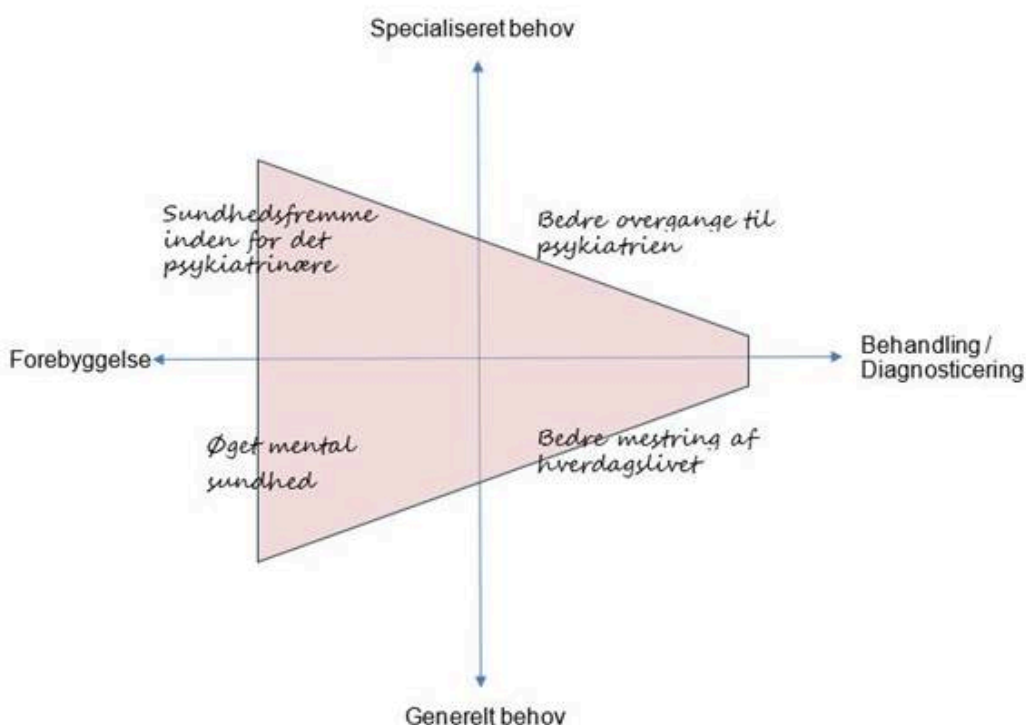 Specialiseret behov
Sundhedsfremme
inden for det
psykiatrinære
Bedre overgange til
psykiatrien
Forebyggelse
Behandling /
Diagnosticering
Øget mental
sundhed
Bedre mestring af
hverdagslivet
Generelt behov